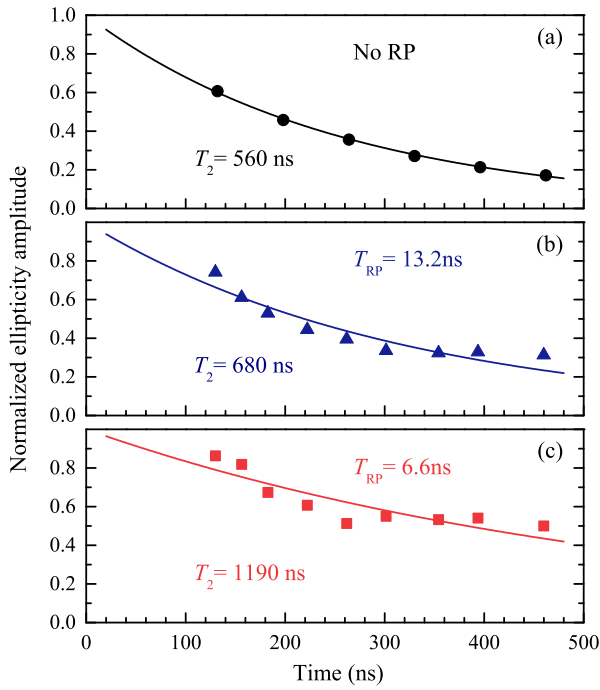 Normalized ellipticity amplitude
1.0
0.8
0.6
0.4
0.2
0.0
(a)
No RP
T2= 560 ns
0.8
0.6
0.4
0.2
0.0
(b)
TRP= 13.2ns
T2= 680 ns
0.8
0.6
0.4
0.2
0.0
(c)
TRP= 6.6ns
T2= 1190 ns
0 100 200 300 400 500
Time (ns)